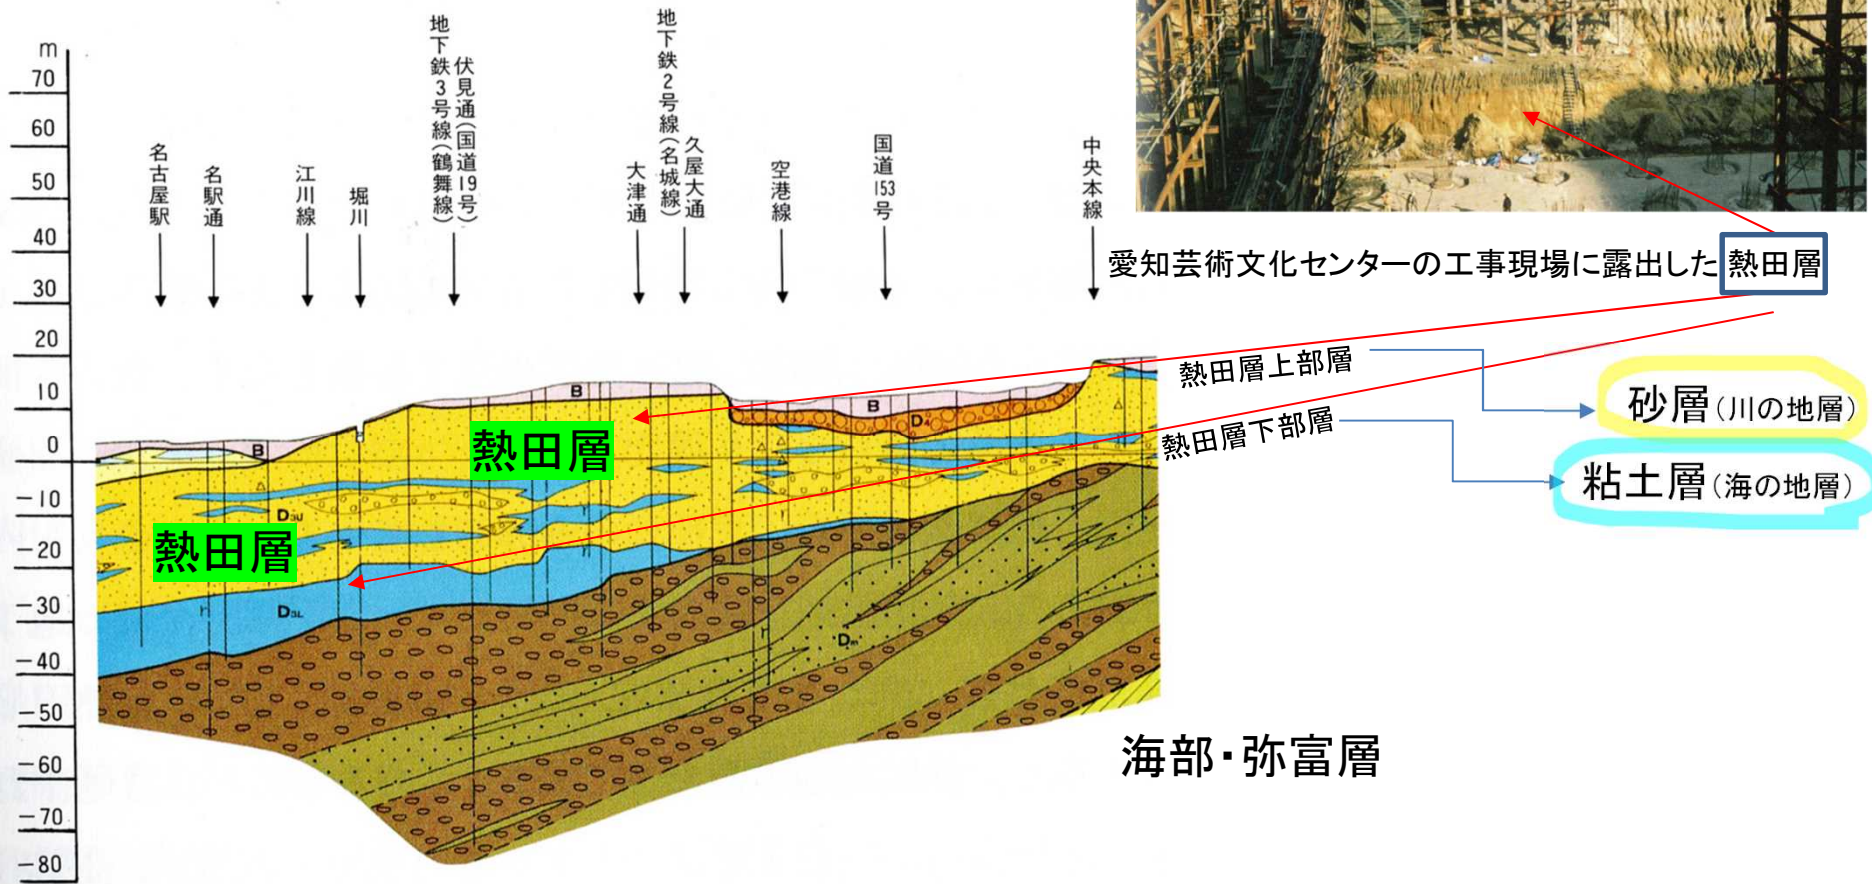 m
70
60
50
40
30
20
10
0
-10
-20
-30
-40
-50
-60
-70
-80
名古屋駅
名駅通
江川線
堀川
地下鉄3号線(鶴舞線)
伏見通(国道19号)
大津通
地下鉄2号線(名城線)
久屋大通
空港線
国道153号
中央本線
愛知芸術文化センターの工事現場に露出した 熱田層
熱田層上部層
熱田層下部層
砂層(川の地層)
粘土層(海の地層)
B
B
B
D4
熱田層
熱田層
D3U
D3L
Dm
h
h
h
海部・弥富層